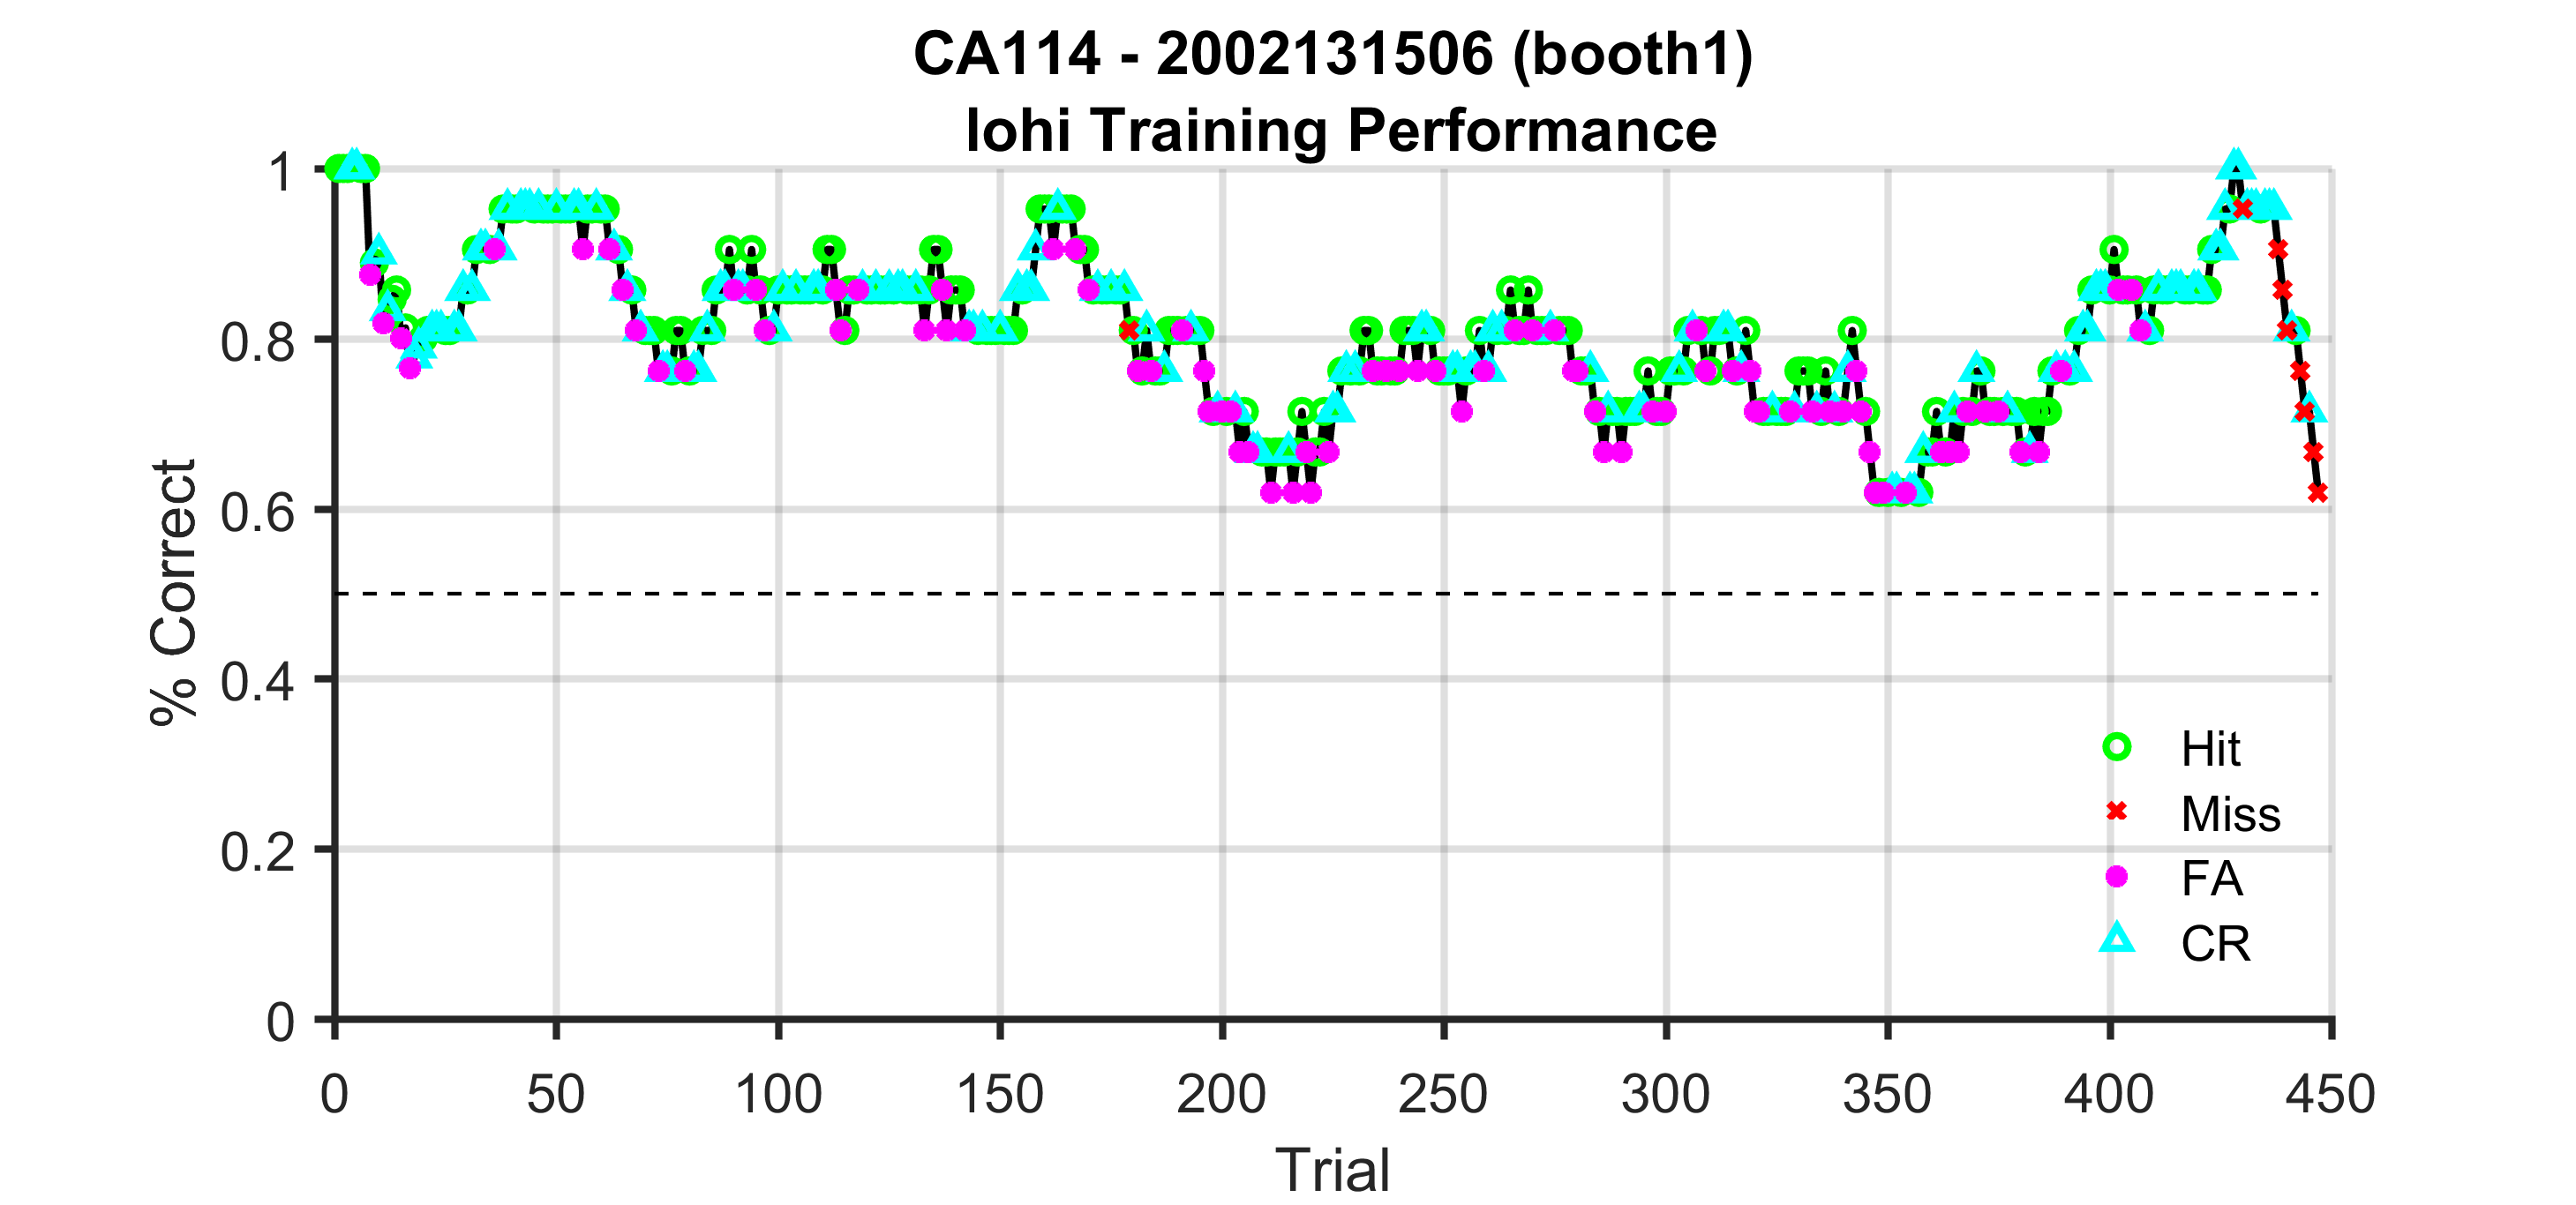 CA114 - 2002131506 (booth1)
lohi Training Performance
% Correct
1
0.8
0.6
0.4
0.2
0
0 50 100 150 200 250 300 350 400 450
Trial
Hit
Miss
FA
CR